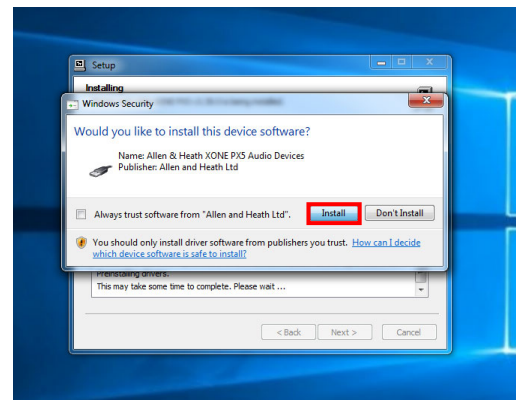 Setup
Installing
Windows Security
Would you like to install this device software?
Name: Allen & Heath XONE PX5 Audio Devices
Publisher: Allen and Heath Ltd
Always trust software from "Allen and Heath Ltd".
Install
Don't Install
You should only install driver software from publishers you trust. How can I decide
which device software is safe to install?
Preinstalling drivers.
This may take some time to complete. Please wait ...
< Back
Next >
Cancel